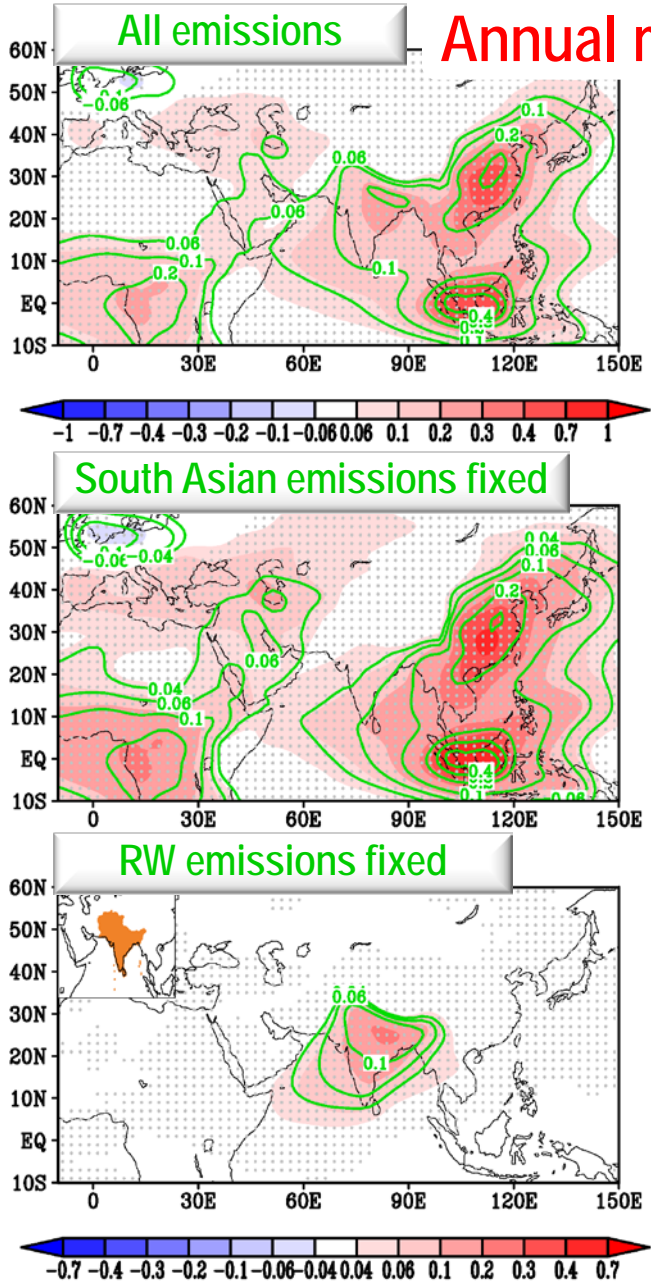 All emissions
Annual
60N
50N
40N
30N
20N
10N
EQ
10S
−0.06
0.1
0.2
0.06
0.06
0.06
0.1
0.2
0.1
0.4
0.1
0 30E 60E 90E 120E 150E
−1 −0.7 −0.4 −0.3 −0.2 −0.1 −0.06 0.06 0.1 0.2 0.3 0.4 0.7 1
South Asian emissions fixed
60N
50N
40N
30N
20N
10N
EQ
10S
−0.06 −0.04
0.04
0.06
0.1
0.2
0.06
0.04
0.06
0.1
0.4
0.1
0.06
0 30E 60E 90E 120E 150E
RW emissions fixed
60N
50N
40N
30N
20N
10N
EQ
10S
0.06
0.1
0 30E 60E 90E 120E 150E
−0.7 −0.4 −0.3 −0.2 −0.1 −0.06 −0.04 0.04 0.06 0.1 0.2 0.3 0.4 0.7